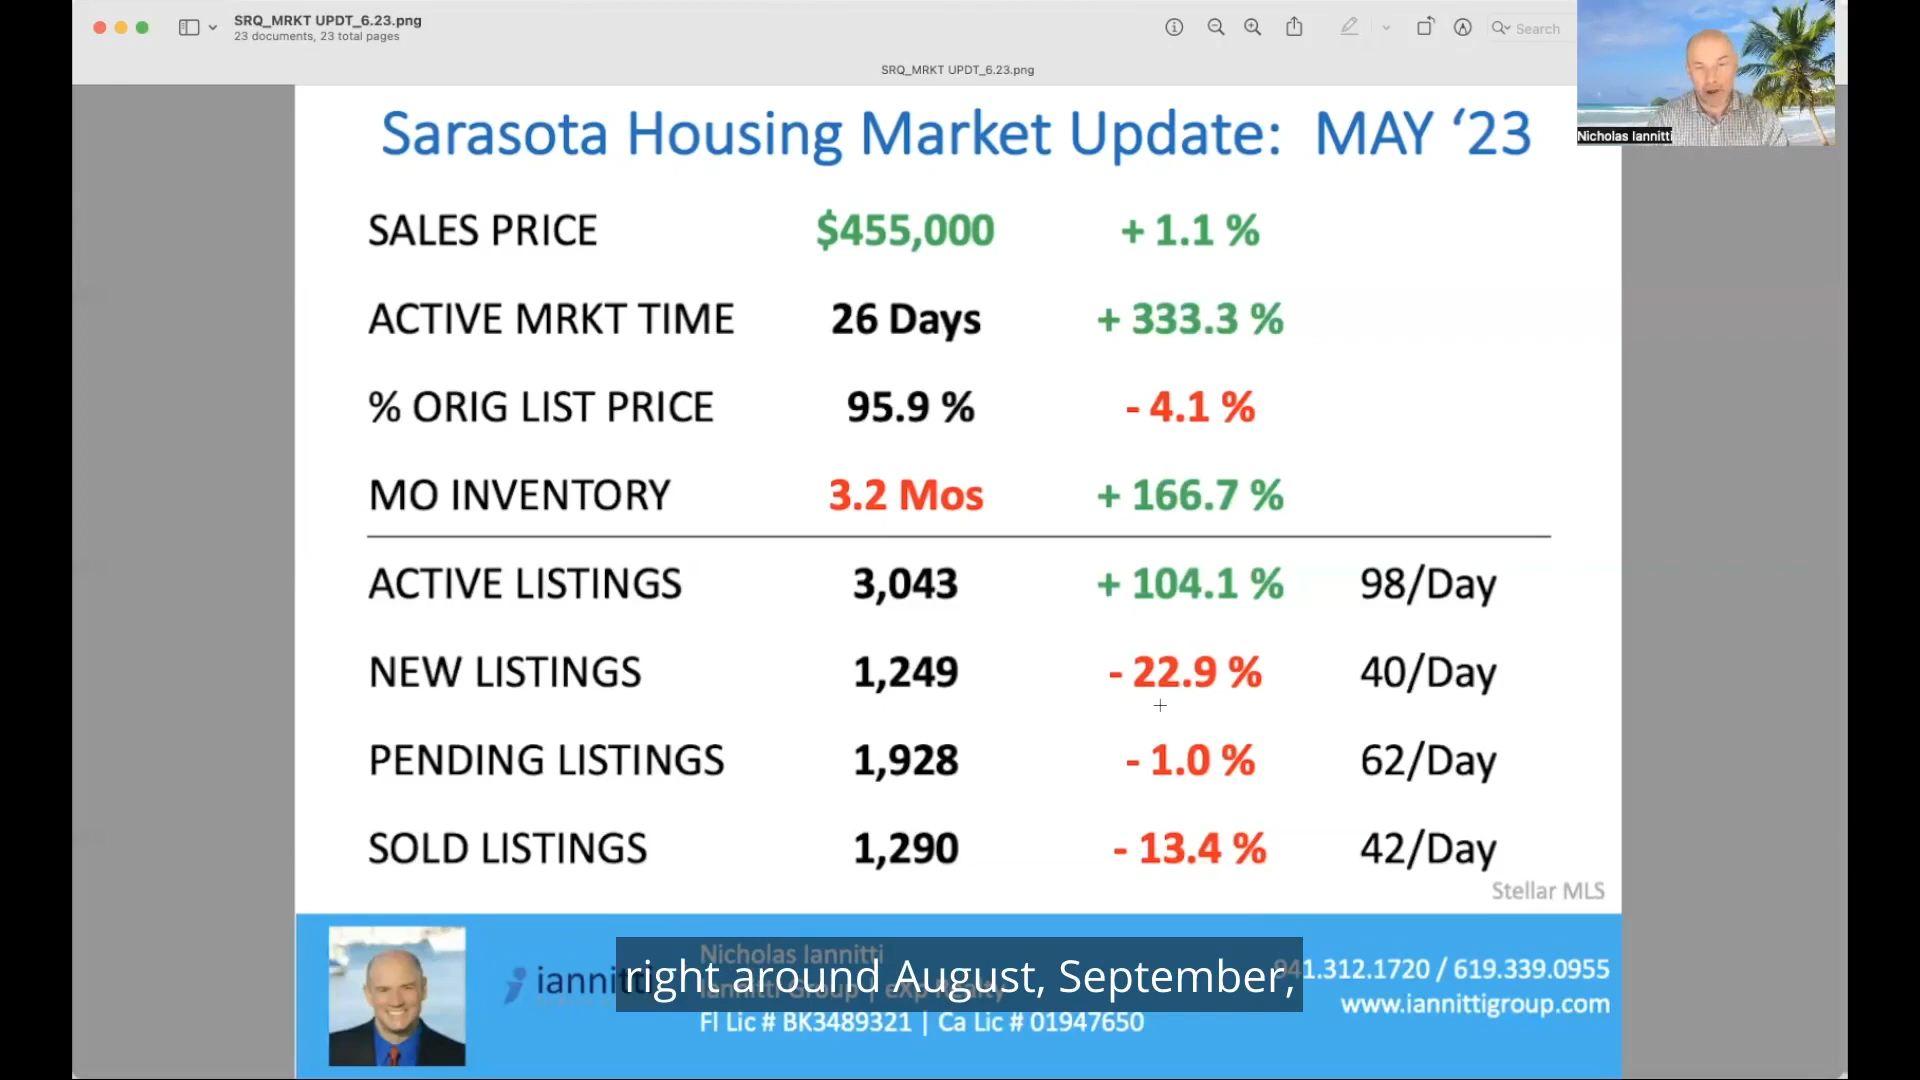 SRQ_MRKT UPDT_6.23.png
23 documents, 23 total pages
Search
SRQ_MRKT UPDT_6.23.png
Nicholas Iannitti
Sarasota Housing Market Update: MAY ‘23
SALES PRICE $455,000 + 1.1 %
ACTIVE MRKT TIME 26 Days + 333.3 %
% ORIG LIST PRICE 95.9 % - 4.1 %
MO INVENTORY 3.2 Mos + 166.7 %
ACTIVE LISTINGS 3,043 + 104.1 % 98/Day
NEW LISTINGS 1,249 - 22.9 % 40/Day
PENDING LISTINGS 1,928 - 1.0 % 62/Day
SOLD LISTINGS 1,290 - 13.4 % 42/Day
Stellar MLS
Nicholas Iannitti
941.312.1720 / 619.339.0955
right around August, September,
Iannitti Group | eXp Realty
www.iannittigroup.com
Fl Lic # BK3489321 | Ca Lic # 01947650